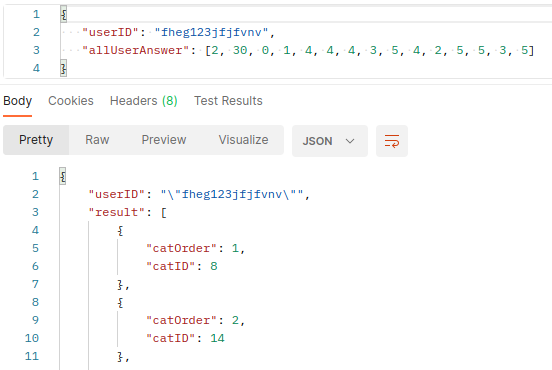 1 {
2 "userID": "fheg123jfjfvnv",
3 "allUserAnswer": [2, 30, 0, 1, 4, 4, 4, 3, 5, 4, 2, 5, 5, 3, 5]
4 }
Body Cookies Headers (8) Test Results
Pretty Raw Preview Visualize JSON
1 {
2 "userID": "\"fheg123jfjfvnv\"",
3 "result": [
4 {
5 "catOrder": 1,
6 "catID": 8
7 },
8 {
9 "catOrder": 2,
10 "catID": 14
11 },